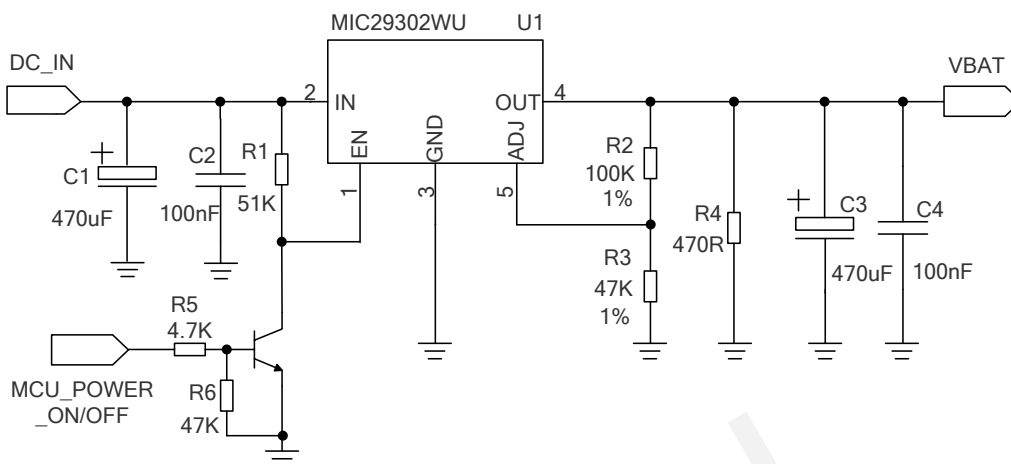 MIC29302WU U1
DC_IN
VBAT
2 IN
OUT 4
EN
GND
ADJ
1
3
5
C1
470uF
C2
100nF
R1
51K
R2
100K
1%
R3
47K
1%
R4
470R
C3
470uF
C4
100nF
R5
4.7K
MCU_POWER
_ON/OFF
R6
47K